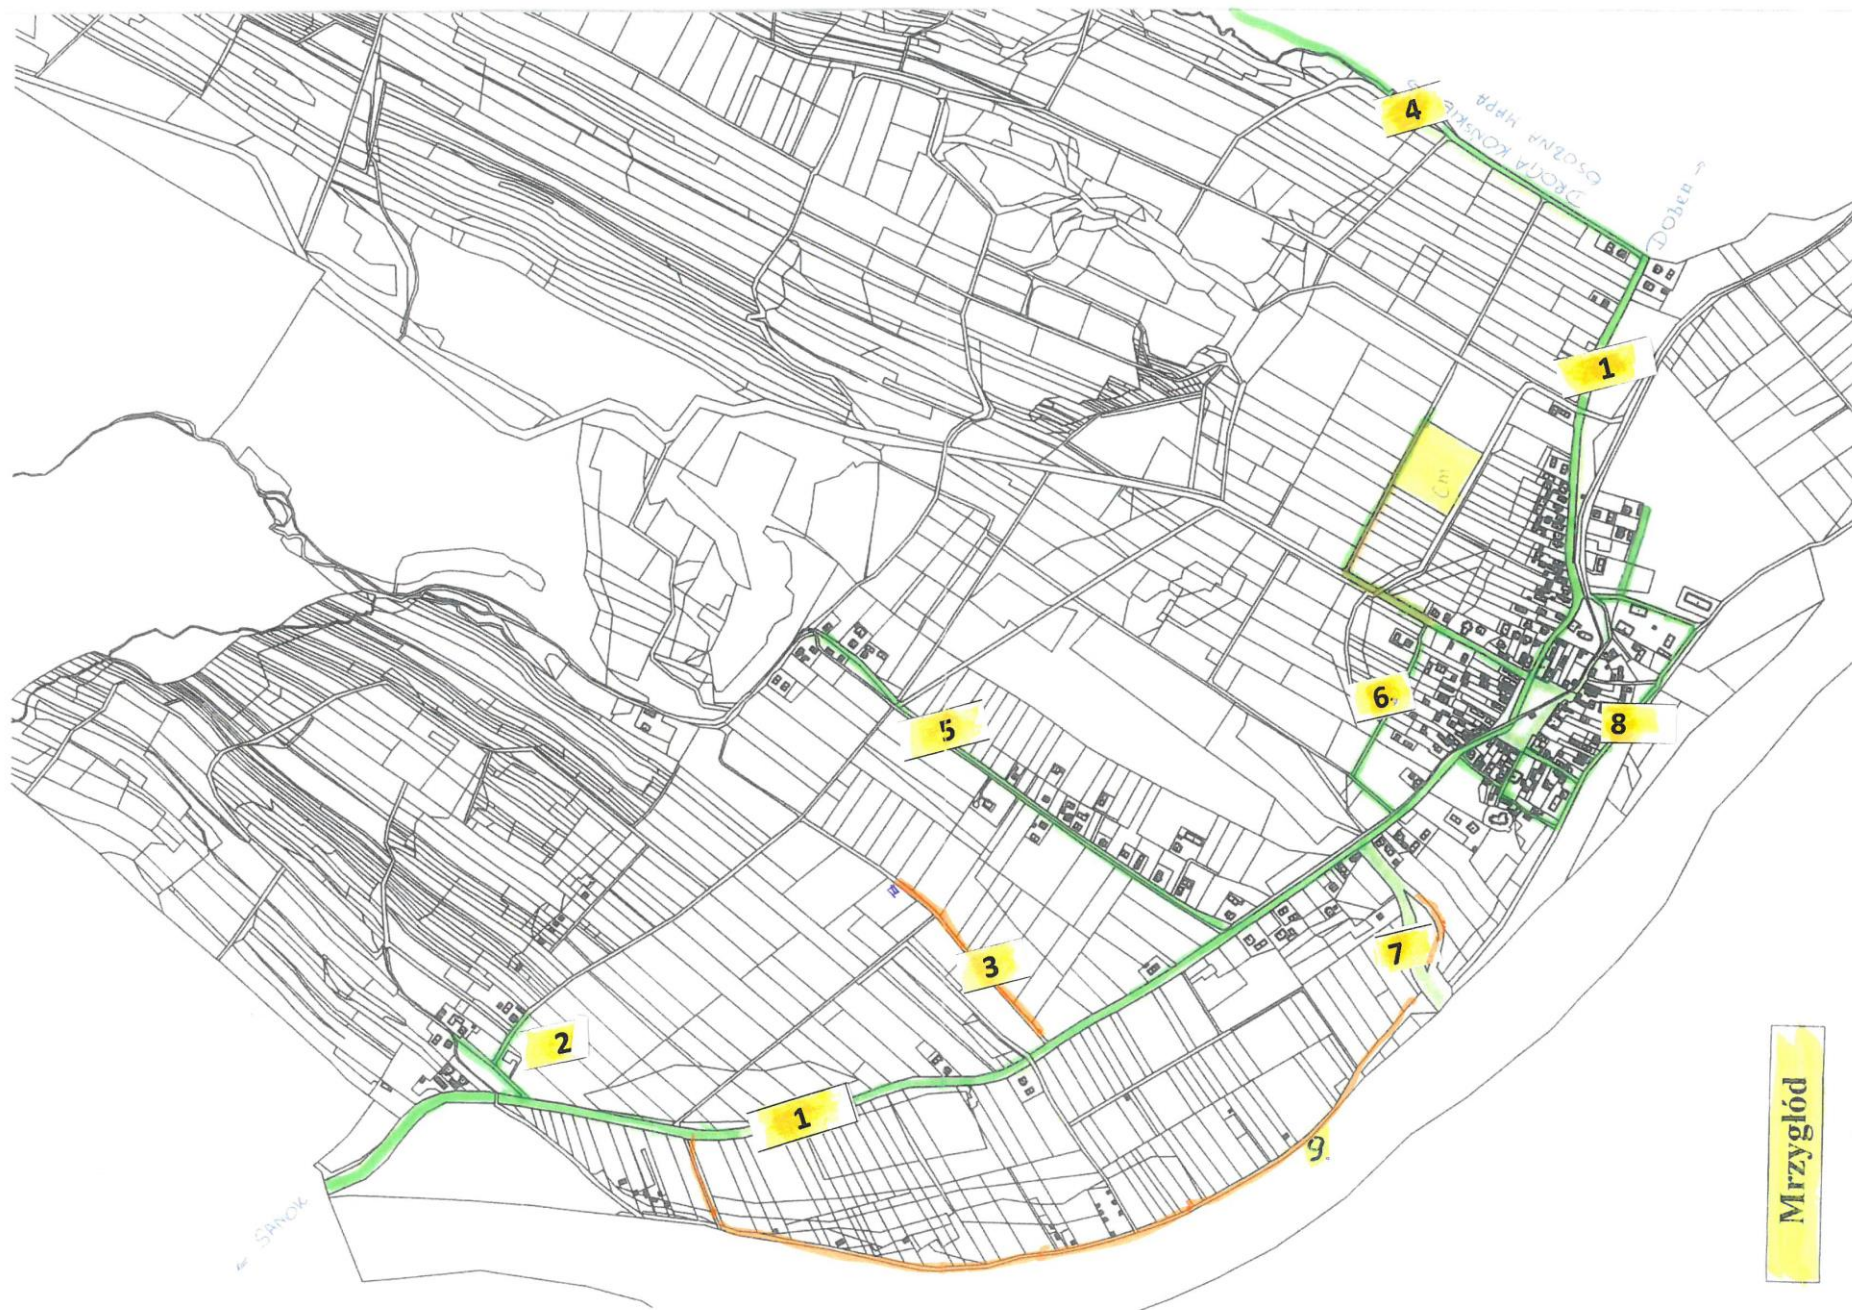 4
DROGA KOŃSKIE
OSOBNA MAPA
Dobra →
1
Cm
6
8
5
7
3
2
1
9.
← SANOK
Mrzygłód